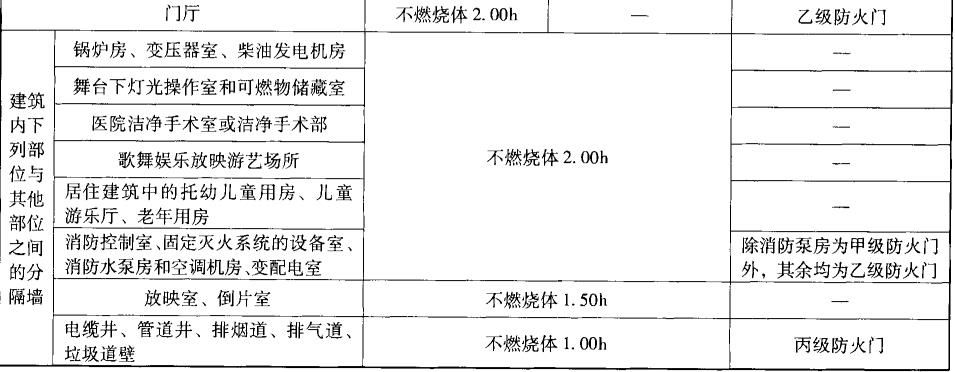 门厅
不燃烧体2.00h
—
乙级防火门
建筑
内下
列部
位与
其他
部位
之间
的分
隔墙
锅炉房、变压器室、柴油发电机房
—
舞台下灯光操作室和可燃物储藏室
—
医院洁净手术室或洁净手术部
—
歌舞娱乐放映游艺场所
不燃烧体2.00h
—
居住建筑中的托幼儿童用房、儿童
游乐厅、老年用房
—
消防控制室、固定灭火系统的设备室、
消防水泵房和空调机房、变配电室
除消防泵房为甲级防火门
外，其余均为乙级防火门
放映室、倒片室
不燃烧体1.50h
—
电缆井、管道井、排烟道、排气道、
垃圾道壁
不燃烧体1.00h
丙级防火门